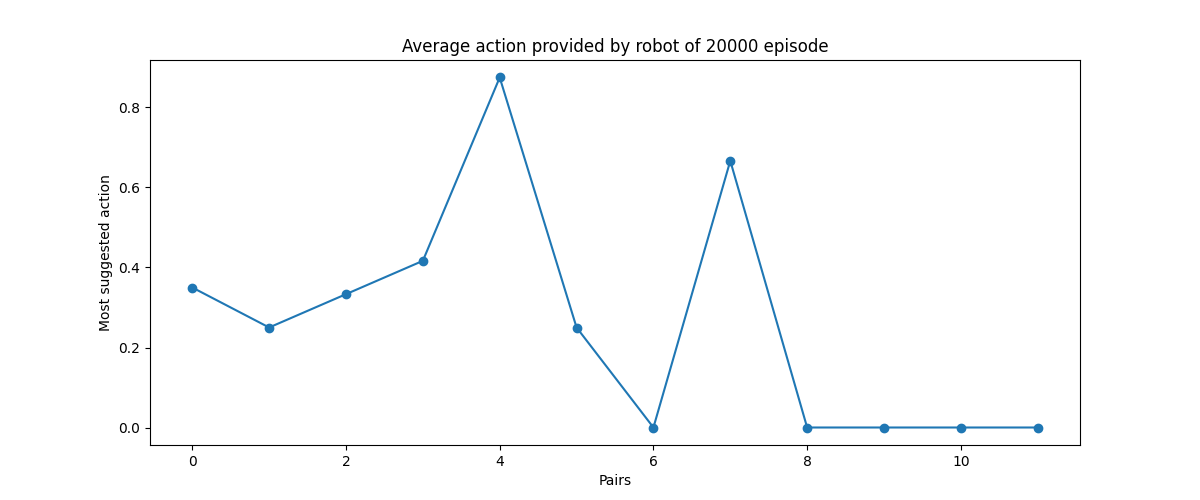 Average action provided by robot of 20000 episode
0.8
0.6
0.4
0.2
0.0
Most suggested action
0 2 4 6 8 10
Pairs